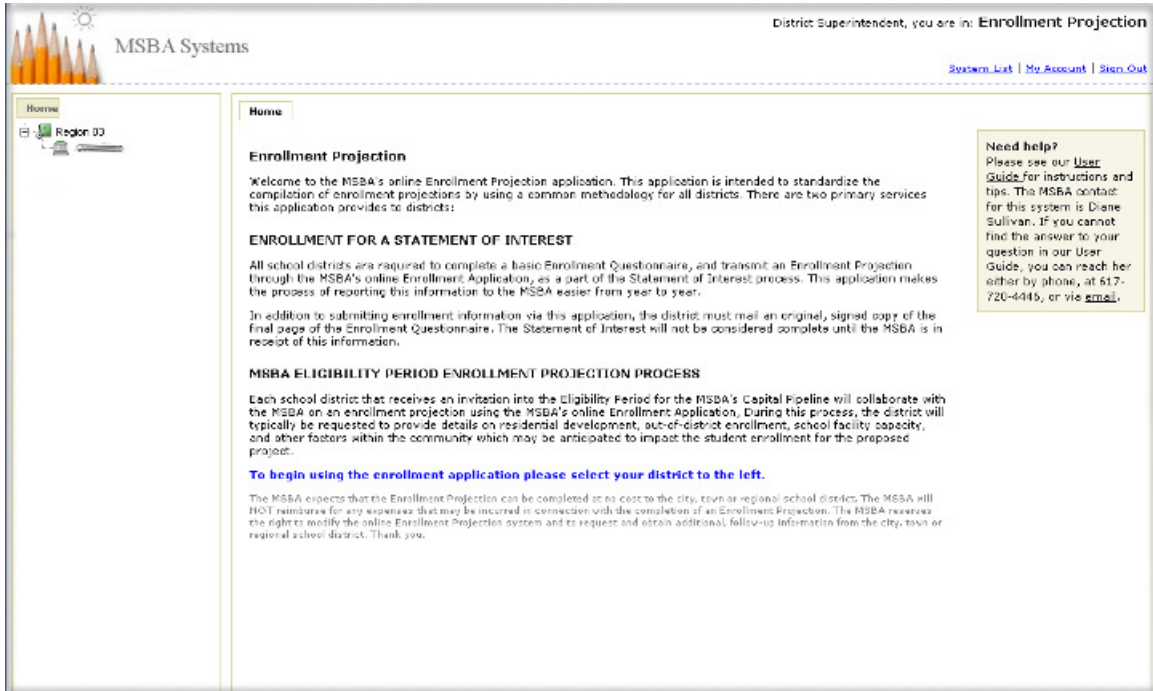 District Superintendent, you are in: Enrollment Projection
MSBA Systems
System List | My Account | Sign Out
Home
Region 03
Home
Enrollment Projection
Welcome to the MSBA's online Enrollment Projection application. This application is intended to standardize the
compilation of enrollment projections by using a common methodology for all districts. There are two primary services
this application provides to districts:
ENROLLMENT FOR A STATEMENT OF INTEREST
All school districts are required to complete a basic Enrollment Questionnaire, and transmit an Enrollment Projection
through the MSBA's online Enrollment Application, as a part of the Statement of Interest process. This application makes
the process of reporting this information to the MSBA easier from year to year.
In addition to submitting enrollment information via this application, the district must mail an original, signed copy of the
final page of the Enrollment Questionnaire. The Statement of Interest will not be considered complete until the MSBA is in
receipt of this information.
MSBA ELIGIBILITY PERIOD ENROLLMENT PROJECTION PROCESS
Each school district that receives an invitation into the Eligibility Period for the MSBA's Capital Pipeline will collaborate with
the MSBA on an enrollment projection using the MSBA's online Enrollment Application, During this process, the district will
typically be requested to provide details on residential development, out-of-district enrollment, school facility capacity,
and other factors within the community which may be anticipated to impact the student enrollment for the proposed
project.
To begin using the enrollment application please select your district to the left.
The MSBA expects that the Enrollment Projection can be completed at no cost to the city, town or regional school district. The MSBA will
NOT reimburse for any expenses that may be incurred in connection with the completion of an Enrollment Projection. The MSBA reserves
the right to modify the online Enrollment Projection system and to request and obtain additional, follow-up information from the city, town or
regional school district. Thank you.
Need help?
Please see our User
Guide for instructions and
tips. The MSBA contact
for this system is Diane
Sullivan. If you cannot
find the answer to your
question in our User
Guide, you can reach her
either by phone, at 617-
720-4446, or via email.